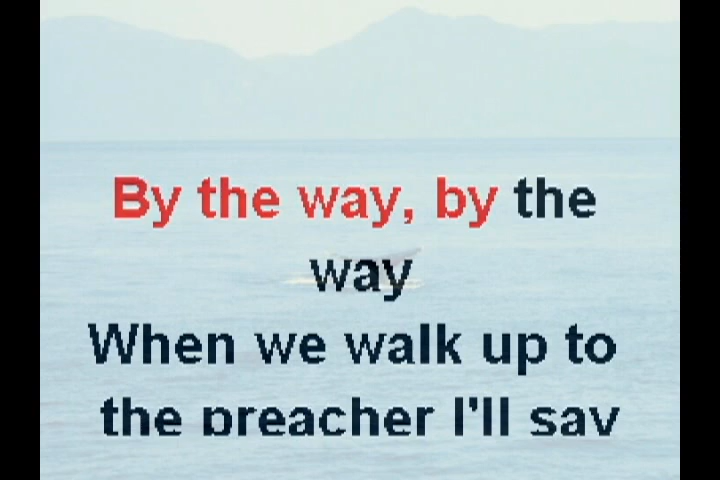 By the way, by the
way
When we walk up to
the preacher I'll say